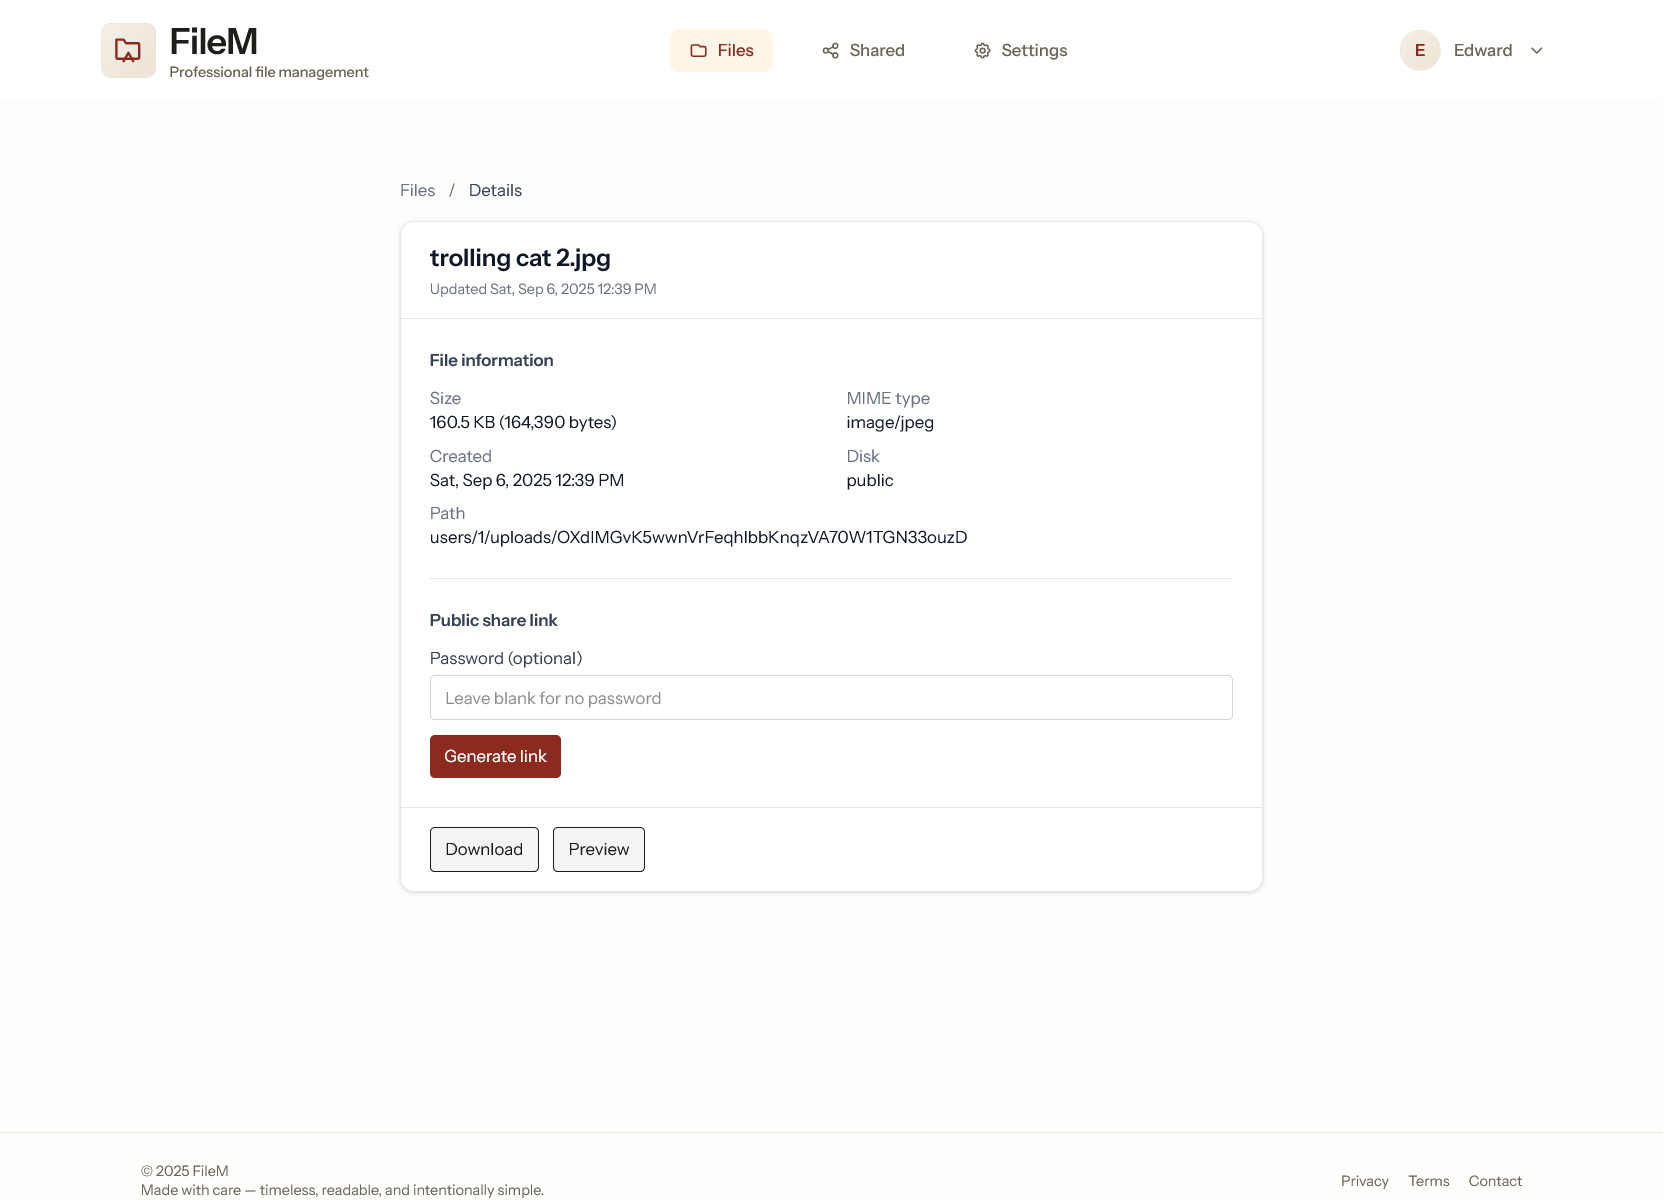 FileM
Professional file management
Files
Shared
Settings
E
Edward
Files / Details
trolling cat 2.jpg
Updated Sat, Sep 6, 2025 12:39 PM
File information
Size
160.5 KB (164,390 bytes)
MIME type
image/jpeg
Created
Sat, Sep 6, 2025 12:39 PM
Disk
public
Path
users/1/uploads/OXdIMGvK5wwnVrFeqhIbbKnqzVA70W1TGN33ouzD
Public share link
Password (optional)
Leave blank for no password
Generate link
Download
Preview
© 2025 FileM
Made with care — timeless, readable, and intentionally simple.
Privacy
Terms
Contact